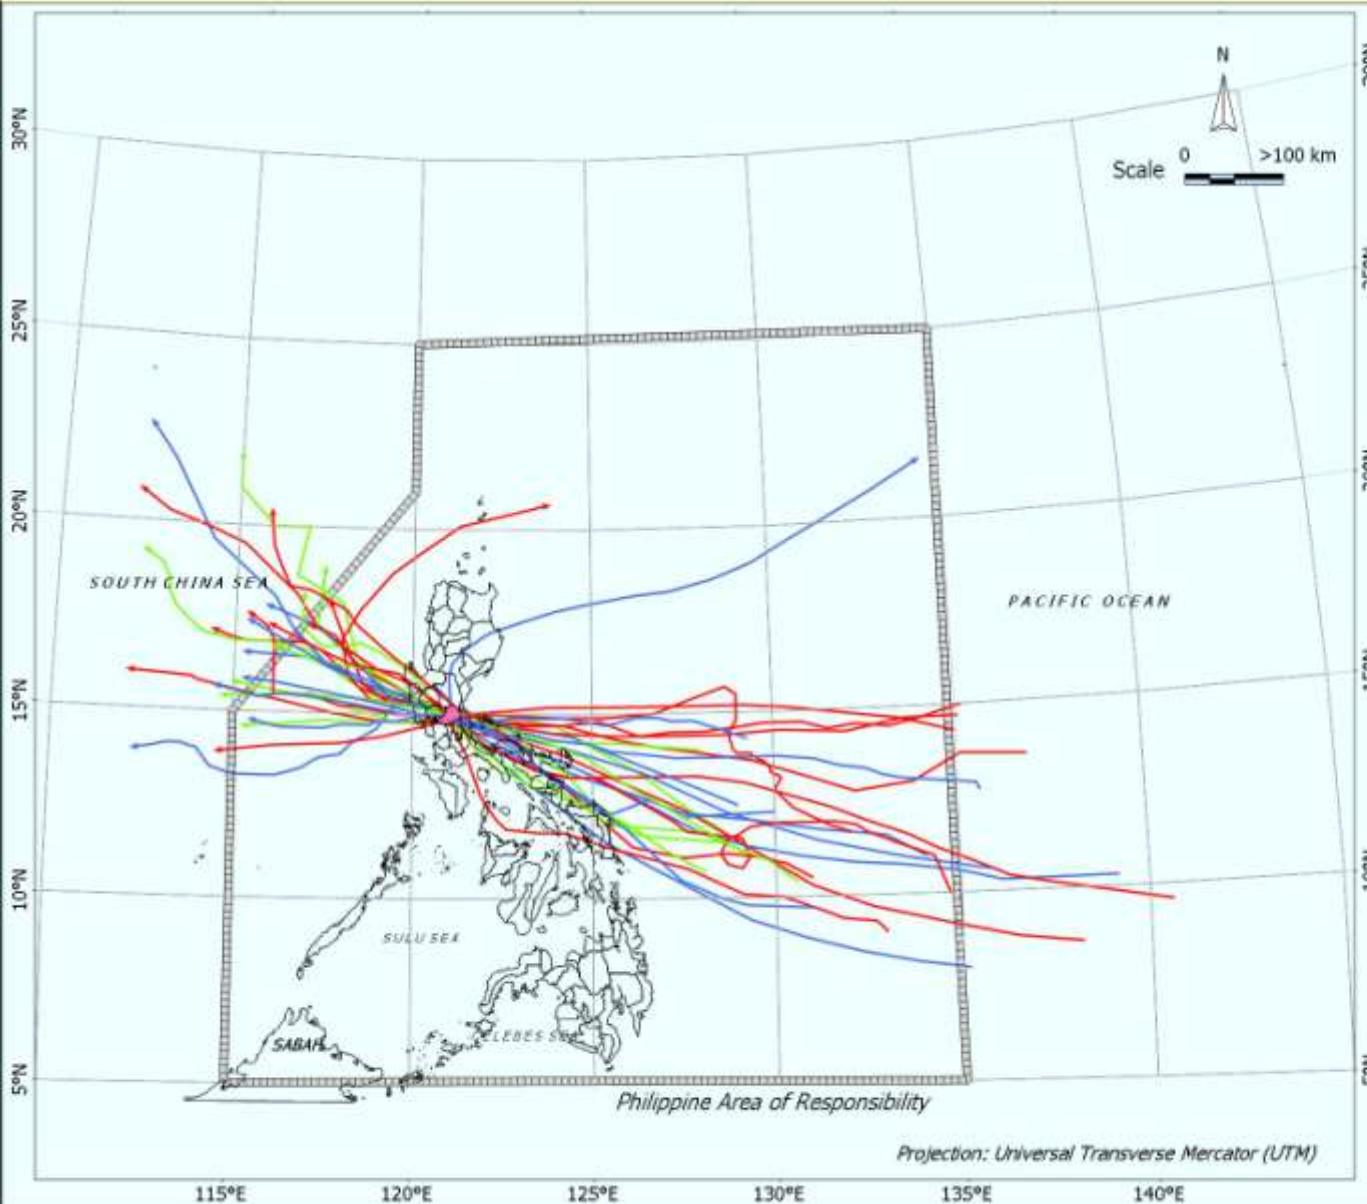 N
0 >100 km
Scale
30°N
25°N
20°N
15°N
10°N
5°N
SOUTH CHINA SEA
PACIFIC OCEAN
SULU SEA
SABAH
Philippine Area of Responsibility
Projection: Universal Transverse Mercator (UTM)
115°E 120°E 125°E 130°E 135°E 140°E